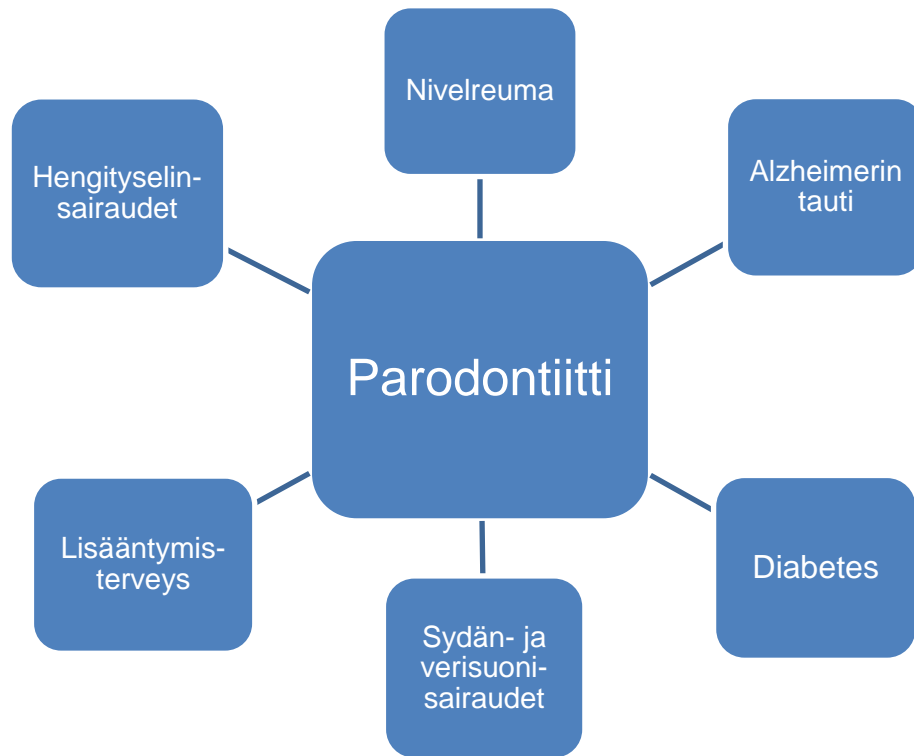 Nivelreuma
Hengityselin-
sairaudet
Alzheimerin
tauti
Parodontiitti
Lisääntymis-
terveys
Diabetes
Sydän- ja
verisuoni-
sairaudet